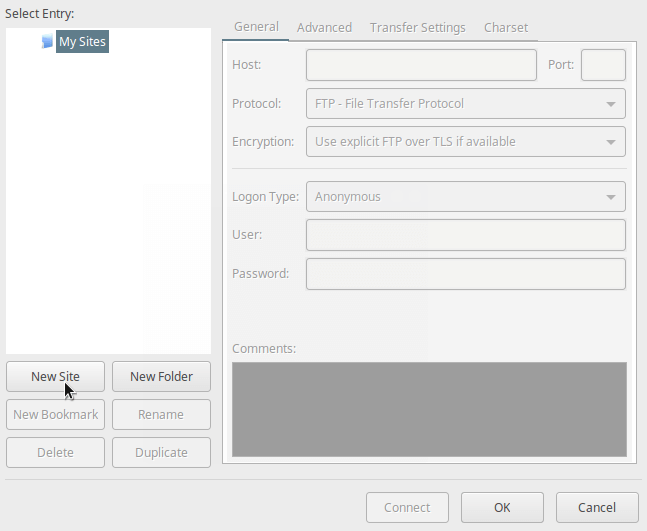 Select Entry:
My Sites
New Site
New Folder
New Bookmark
Rename
Delete
Duplicate
General
Advanced
Transfer Settings
Charset
Host:
Port:
Protocol:
FTP - File Transfer Protocol
Encryption:
Use explicit FTP over TLS if available
Logon Type:
Anonymous
User:
Password:
Comments:
Connect
OK
Cancel